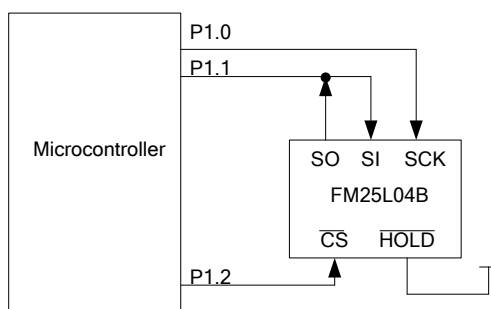 P1.0
P1.1
Microcontroller
SO SI SCK
FM25L04B
CS HOLD
P1.2